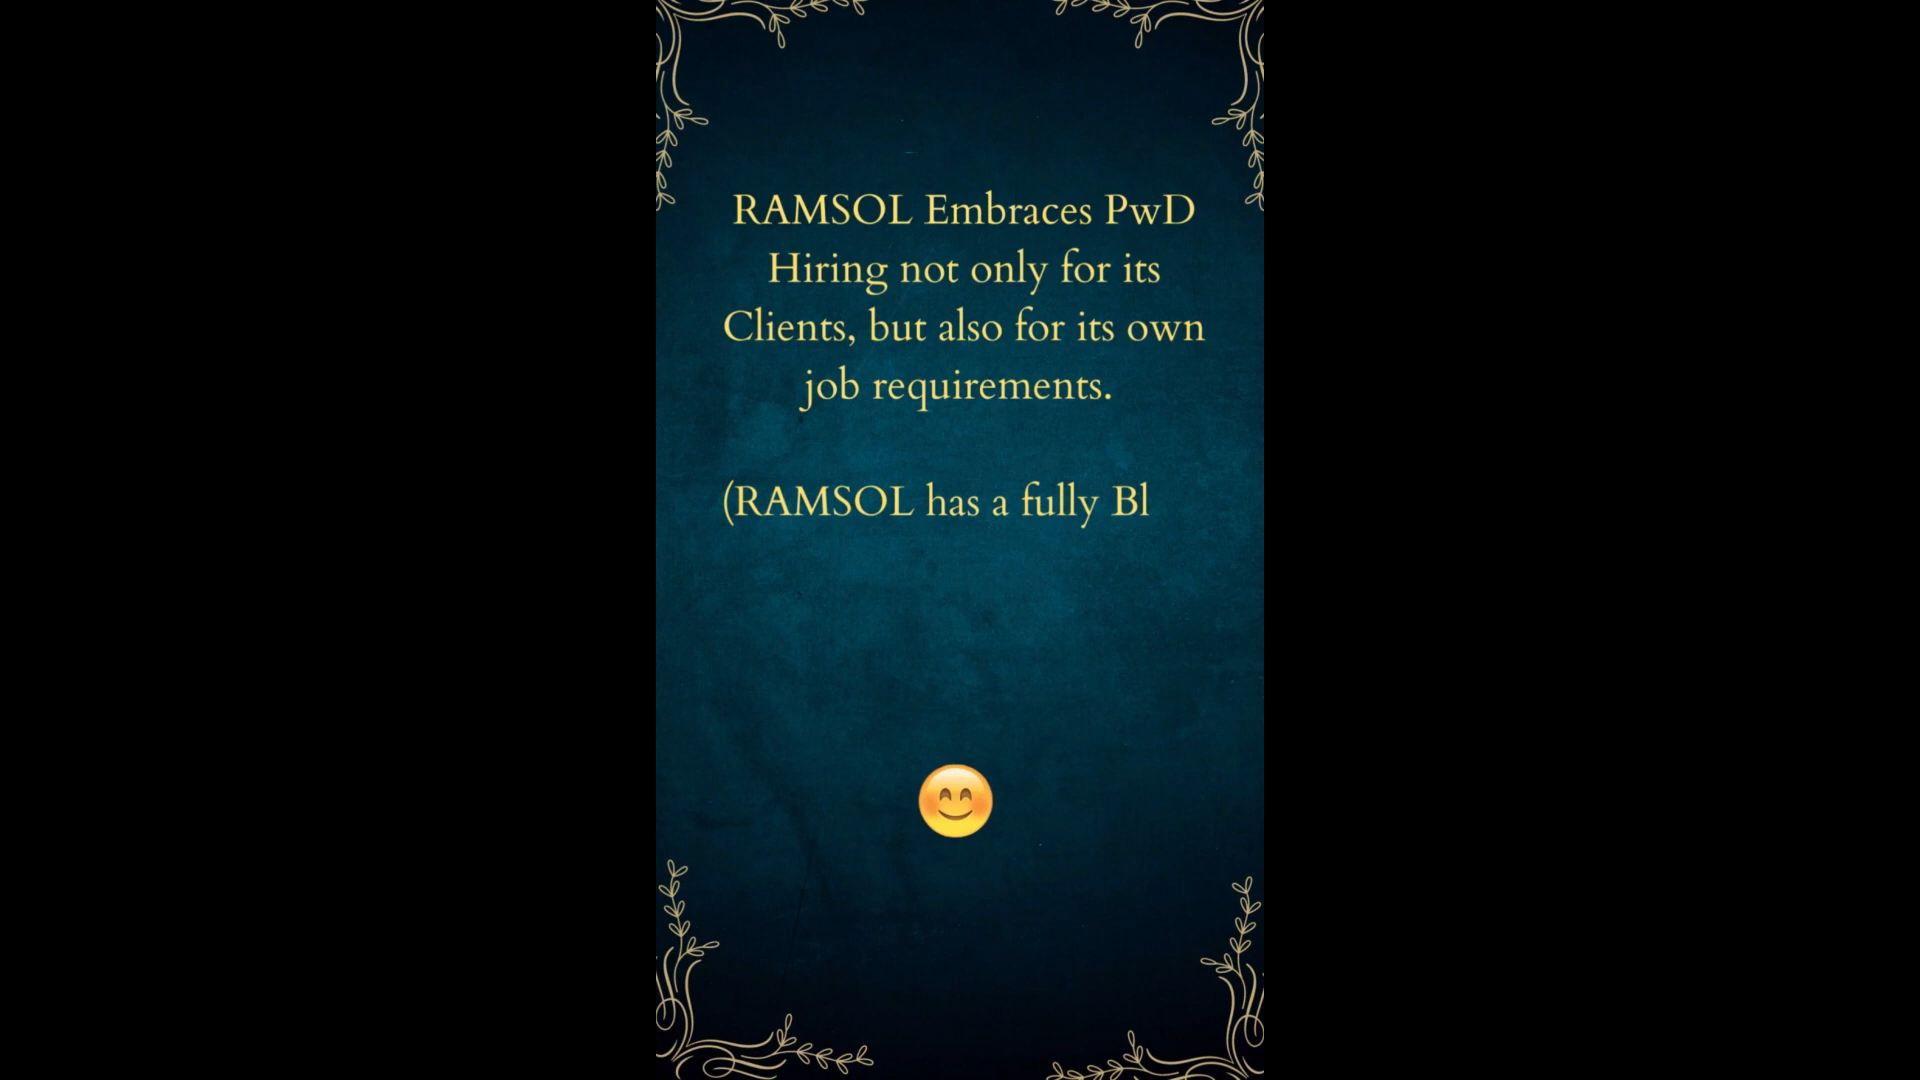 RAMSOL Embraces PwD
Hiring not only for its
Clients, but also for its own
job requirements.
(RAMSOL has a fully Bl